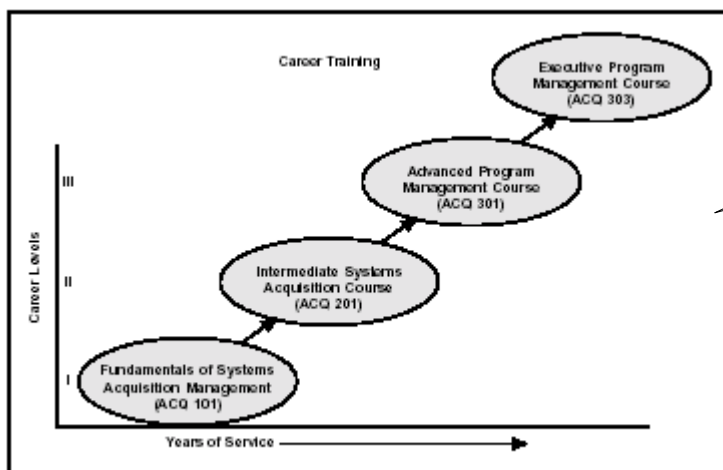 Career Training
Executive Program
Management Course
(ACQ 303)
Advanced Program
Management Course
(ACQ 301)
Intermediate Systems
Acquisition Course
(ACQ 201)
Fundamentals of Systems
Acquisition Management
(ACQ 101)
Career Levels
III
II
I
Years of Service